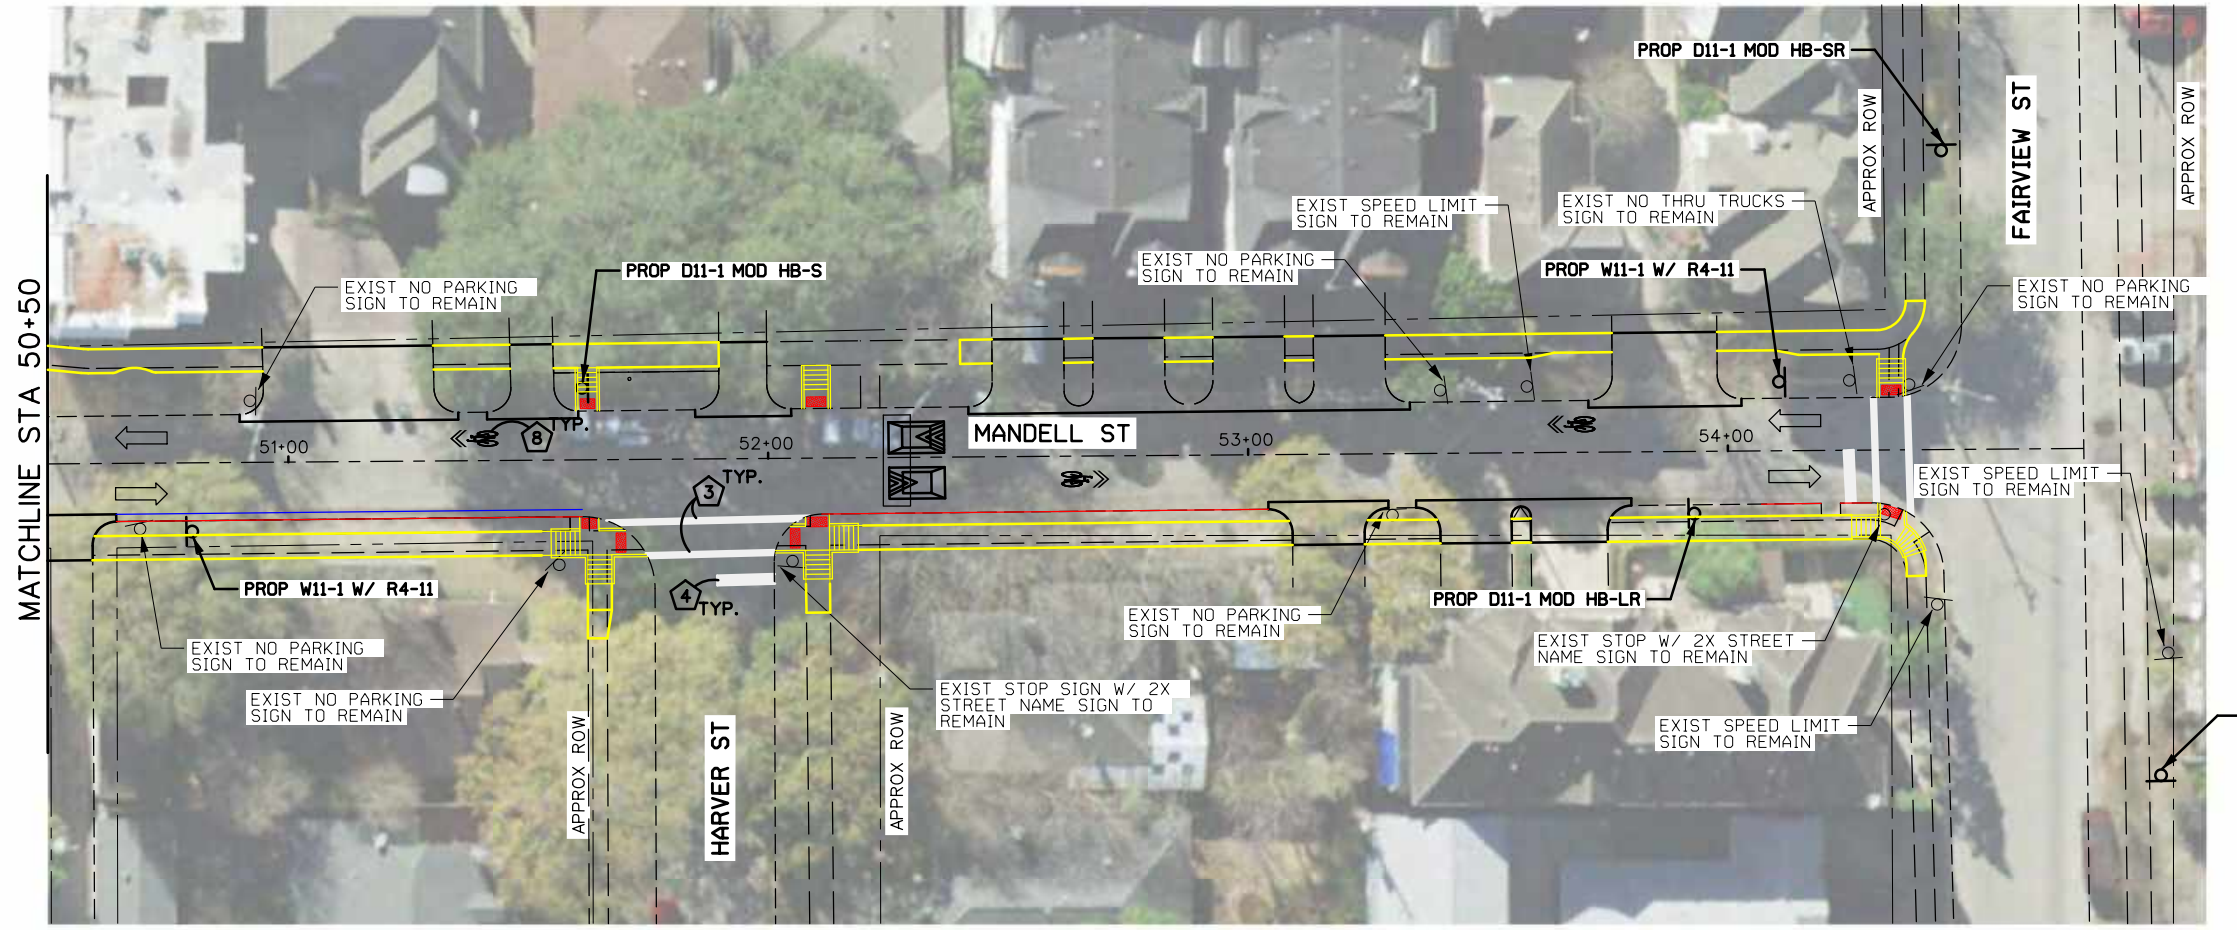 PROP D11-1 MOD HB-SR
FAIRVIEW ST
APPROX ROW
APPROX ROW
EXIST SPEED LIMIT
SIGN TO REMAIN
EXIST NO THRU TRUCKS
SIGN TO REMAIN
EXIST NO PARKING
SIGN TO REMAIN
PROP W11-1 W/ R4-11
PROP D11-1 MOD HB-S
EXIST NO PARKING
SIGN TO REMAIN
EXIST NO PARKING
SIGN TO REMAIN
MATCHLINE STA 50+50
51+00
8
TYP.
52+00
MANDELL ST
53+00
54+00
3
TYP.
EXIST SPEED LIMIT
SIGN TO REMAIN
PROP W11-1 W/ R4-11
4
TYP.
PROP D11-1 MOD HB-LR
EXIST NO PARKING
SIGN TO REMAIN
EXIST STOP W/ 2X STREET
NAME SIGN TO REMAIN
EXIST NO PARKING
SIGN TO REMAIN
EXIST NO PARKING
SIGN TO REMAIN
EXIST STOP SIGN W/ 2X
STREET NAME SIGN TO
REMAIN
EXIST SPEED LIMIT
SIGN TO REMAIN
APPROX ROW
HARVER ST
APPROX ROW